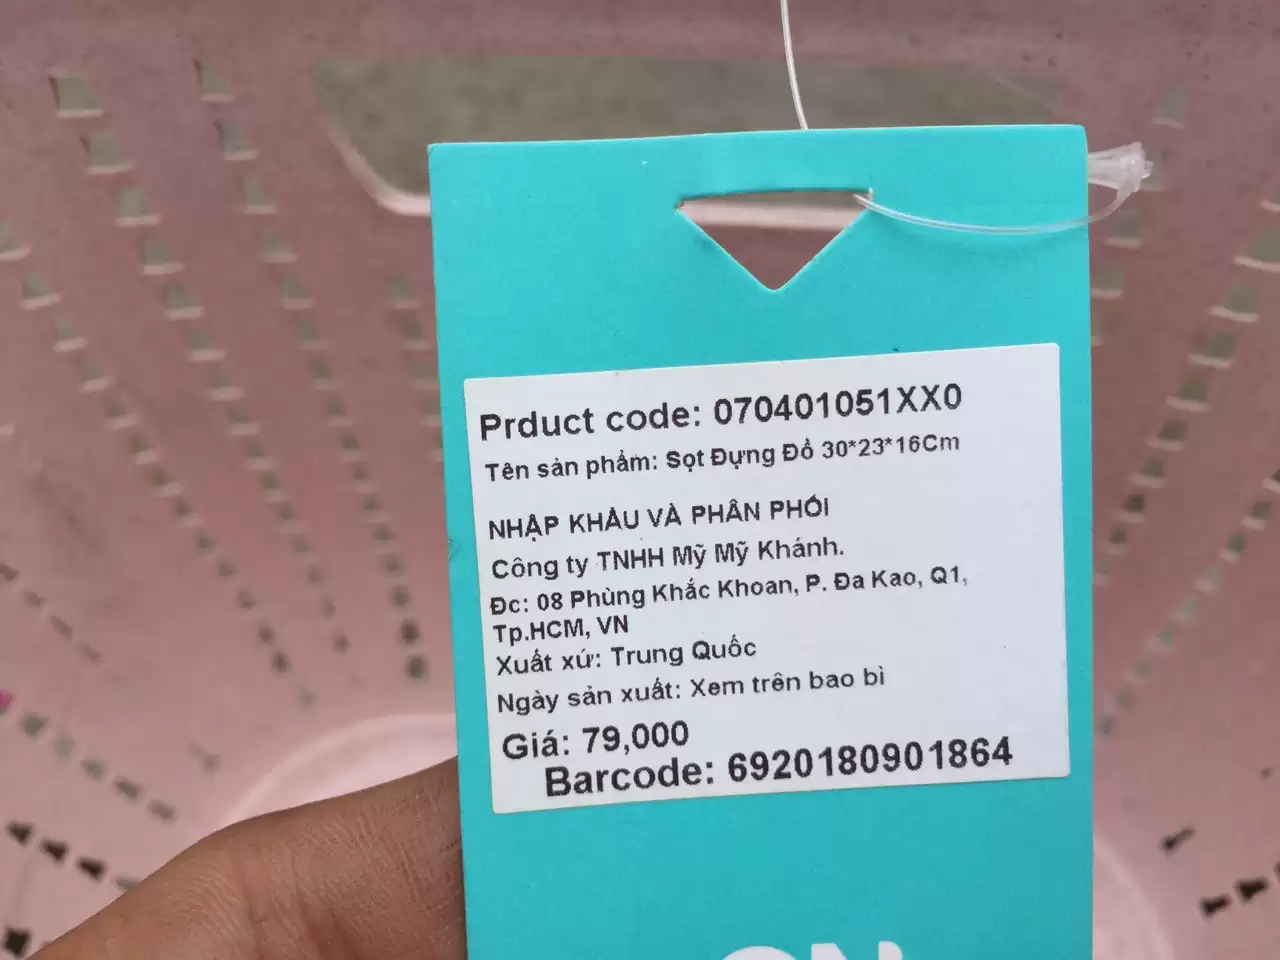 Prduct code: 070401051XX0
Tên sản phẩm: Sọt Đựng Đồ 30*23*16Cm
NHẬP KHẨU VÀ PHÂN PHỐI
Công ty TNHH Mỹ Mỹ Khánh.
Đc: 08 Phùng Khắc Khoan, P. Đa Kao, Q1,
Tp.HCM, VN
Xuất xứ: Trung Quốc
Ngày sản xuất: Xem trên bao bì
Giá: 79,000
Barcode: 6920180901864